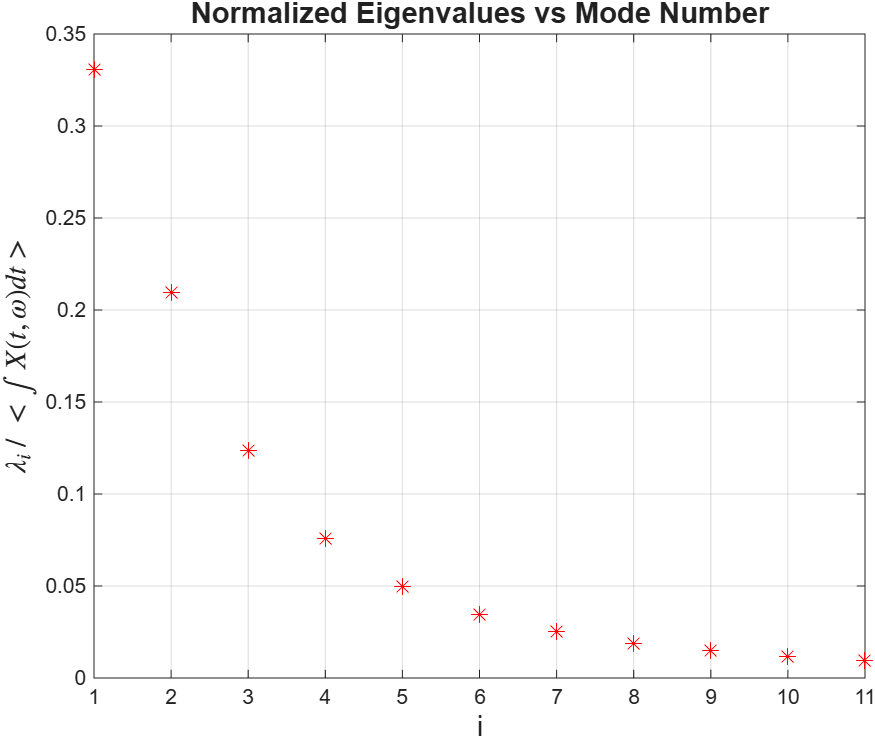 Normalized Eigenvalues vs Mode Number
0.35
0.3
0.25
0.2
0.15
0.1
0.05
0
λᵢ / < ∫ X(t, ω)dt >
1 2 3 4 5 6 7 8 9 10 11
i